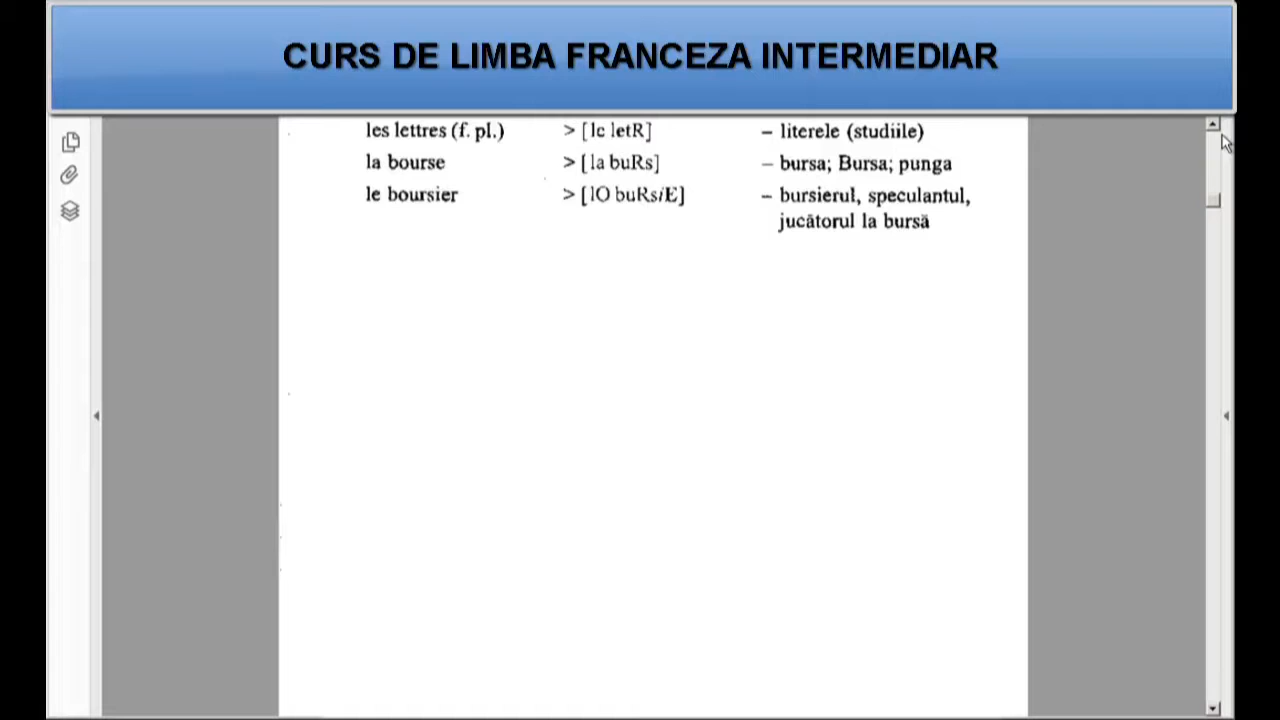 CURS DE LIMBA FRANCEZA INTERMEDIAR
les lettres (f. pl.) > [lc letR] – literele (studiile)
la bourse > [la buRs] – bursa; Bursa; punga
le boursier > [lO buRsiE] – bursierul, speculantul,
jucătorul la bursă